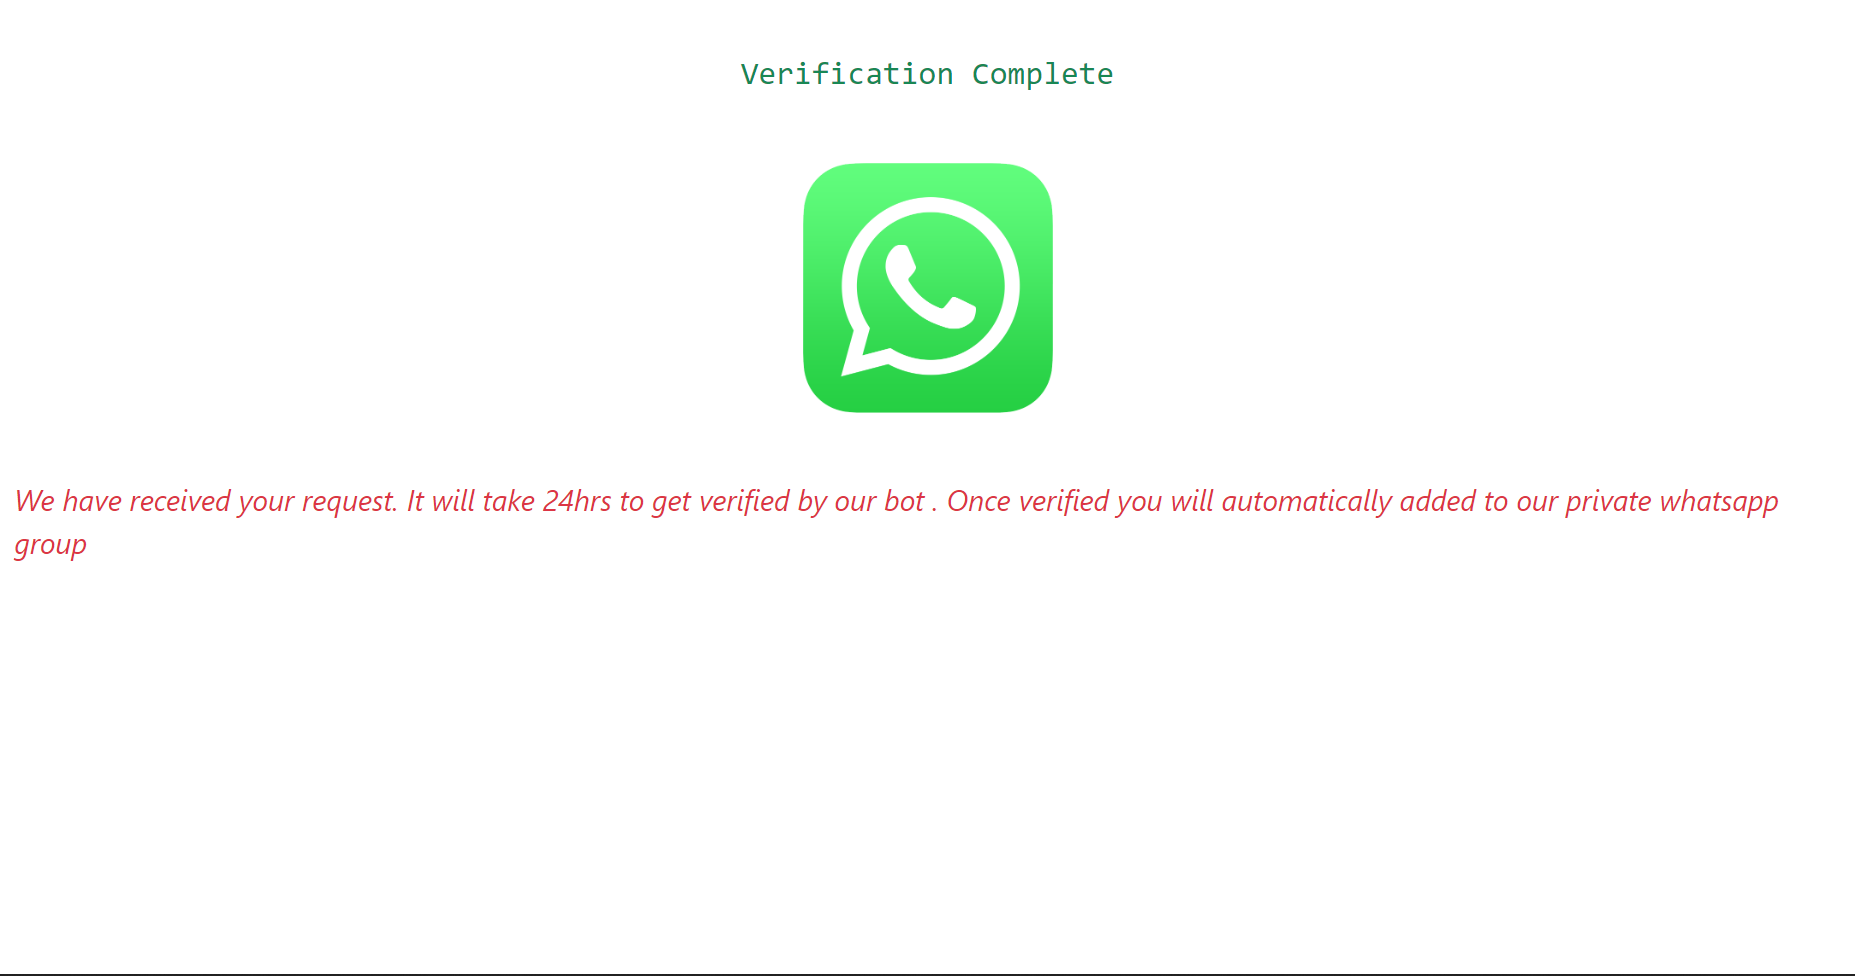 Verification Complete
We have received your request. It will take 24hrs to get verified by our bot . Once verified you will automatically added to our private whatsapp
group